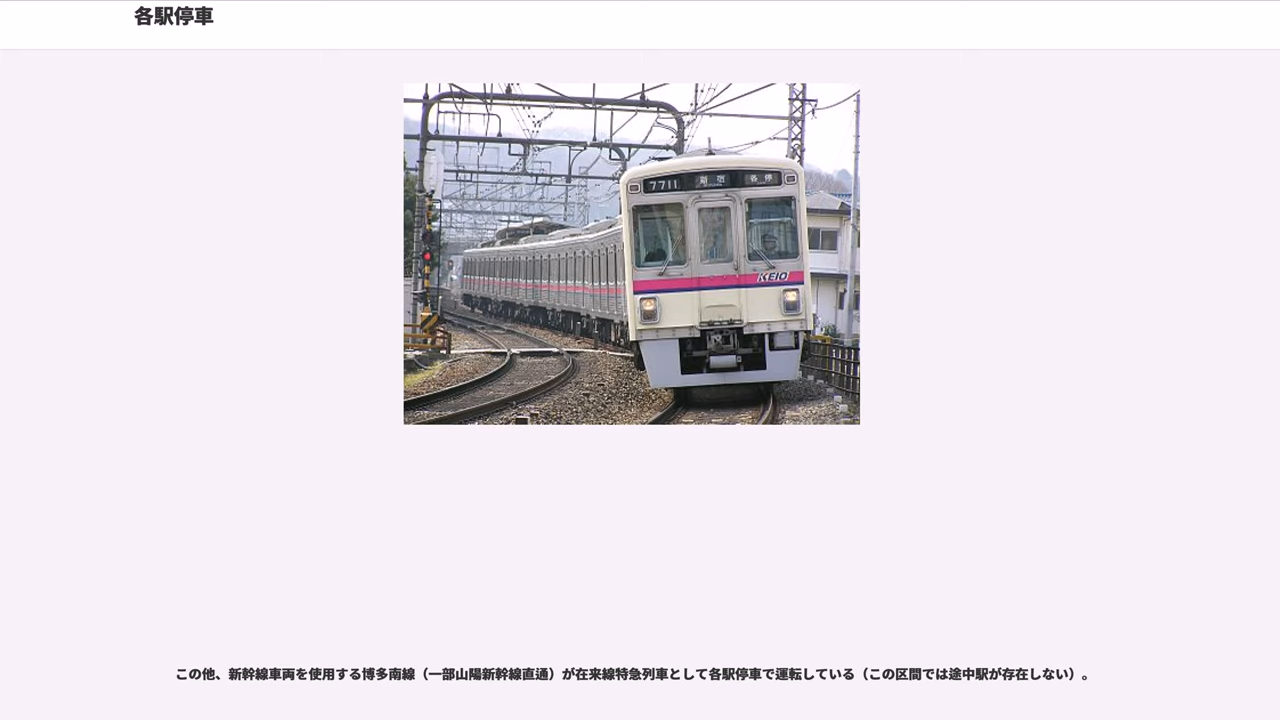 各駅停車
7711 新宿 各停
KEIO
この他、新幹線車両を使用する博多南線（一部山陽新幹線直通）が在来線特急列車として各駅停車で運転している（この区間では途中駅が存在しない）。